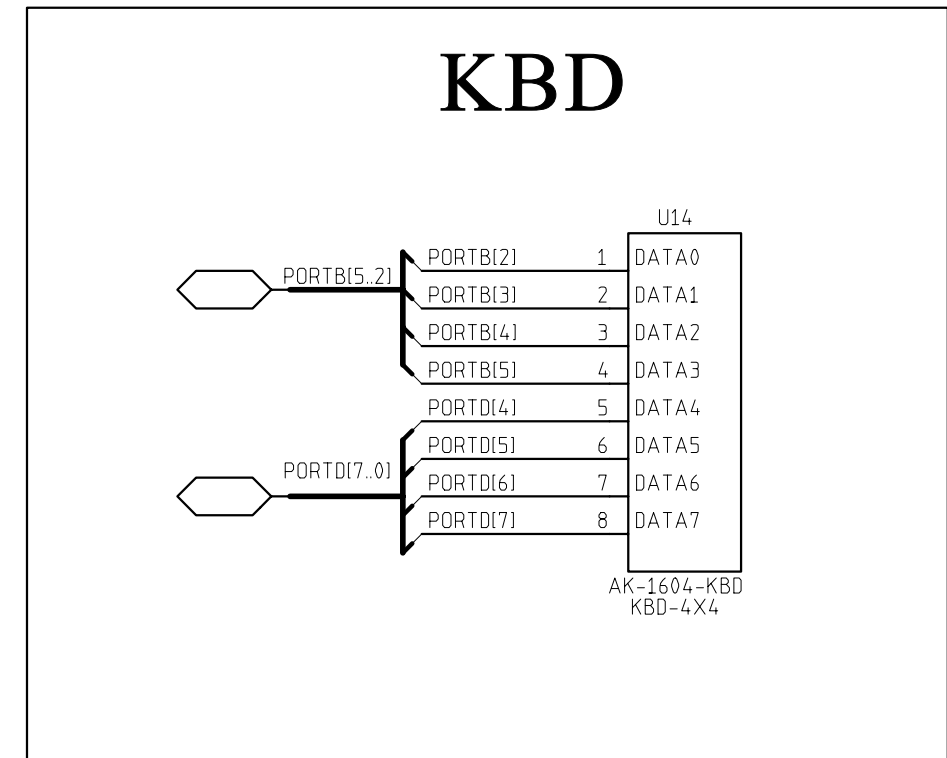 KBD
U14
PORTB[5..2]
PORTB[2] 1 DATA0
PORTB[3] 2 DATA1
PORTB[4] 3 DATA2
PORTB[5] 4 DATA3
PORTD[4] 5 DATA4
PORTD[7..0]
PORTD[5] 6 DATA5
PORTD[6] 7 DATA6
PORTD[7] 8 DATA7
AK-1604-KBD
KBD-4X4